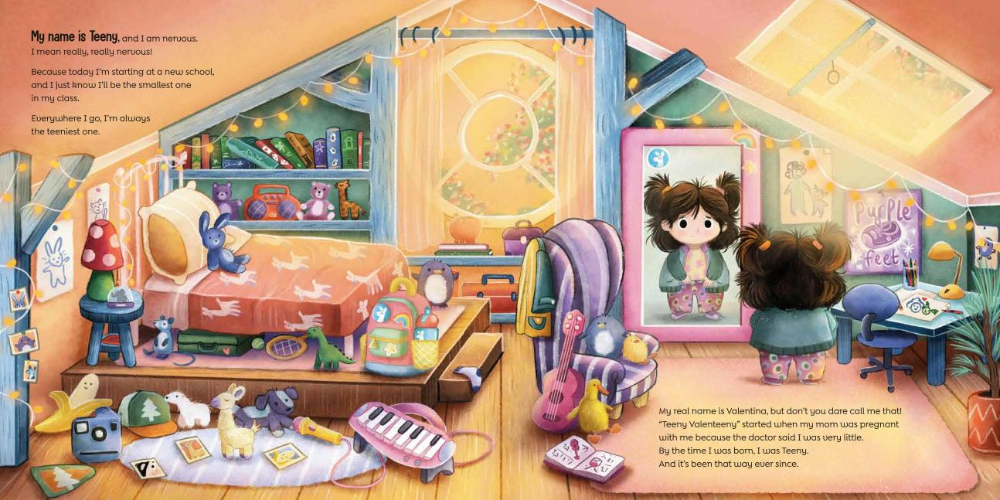 My name is Teeny, and I am nervous.
I mean really, really nervous!
Because today I'm starting at a new school,
and I just know I'll be the smallest one
in my class.
Everywhere I go, I'm always
the teeniest one.
Purple
feet
My real name is Valentina, but don't you dare call me that!
"Teeny Valenteeny" started when my mom was pregnant
with me because the doctor said I was very little.
By the time I was born, I was Teeny.
And it's been that way ever since.